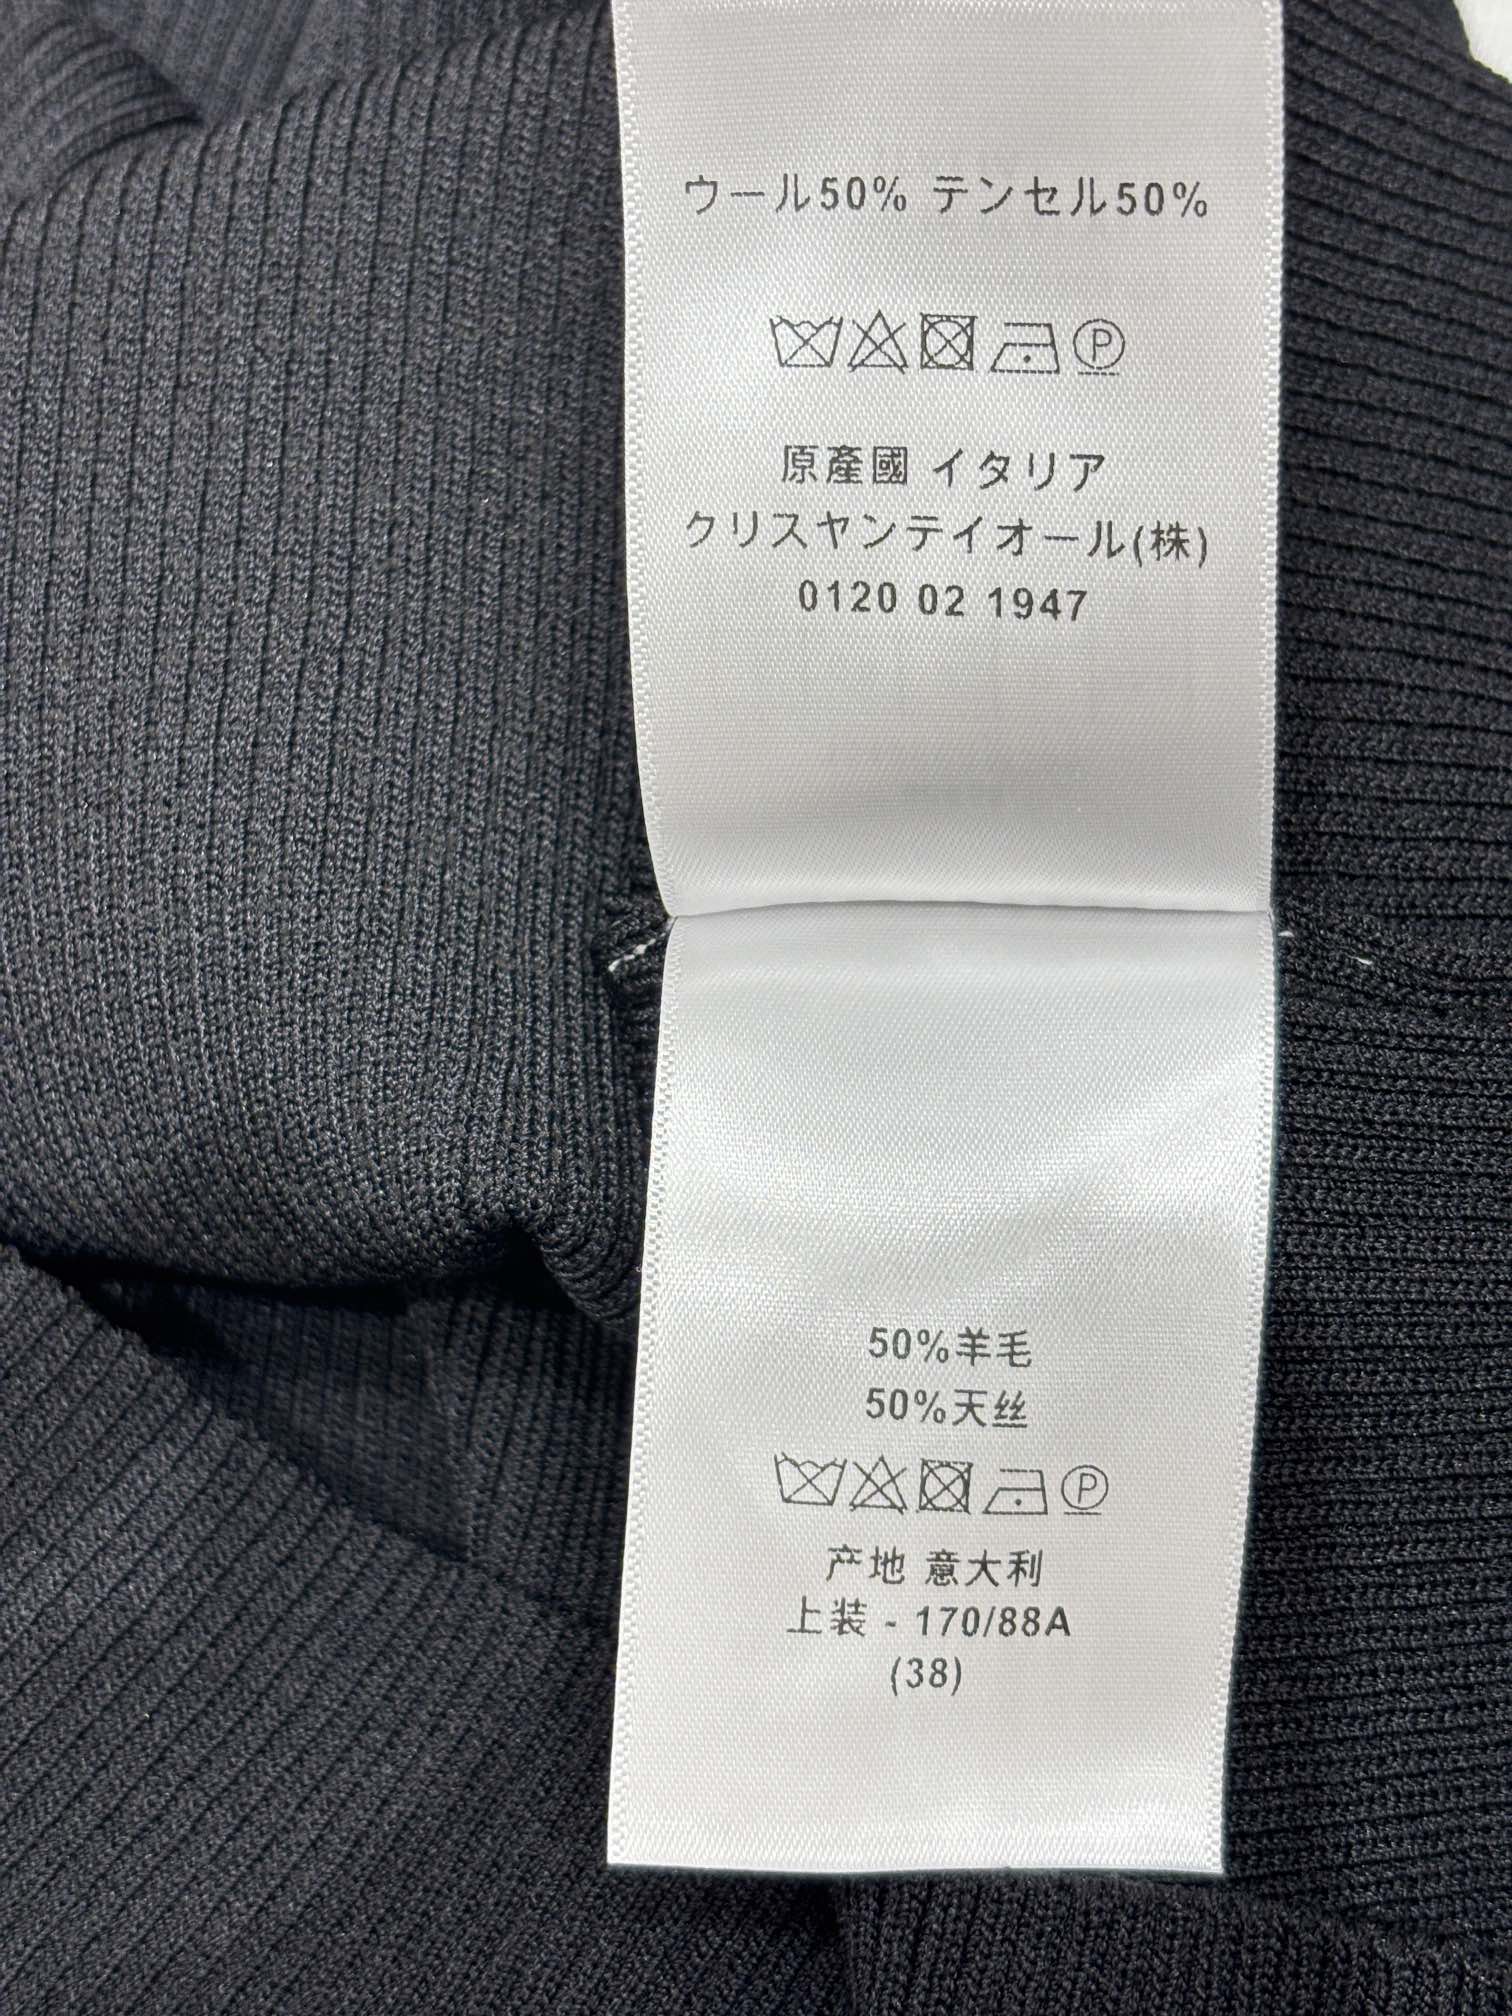 ウール50% テンセル50%
P
原產國 イタリア
クリスヤンテイオール(株)
0120 02 1947
50%羊毛
50%天丝
P
产地 意大利
上装 - 170/88A
(38)